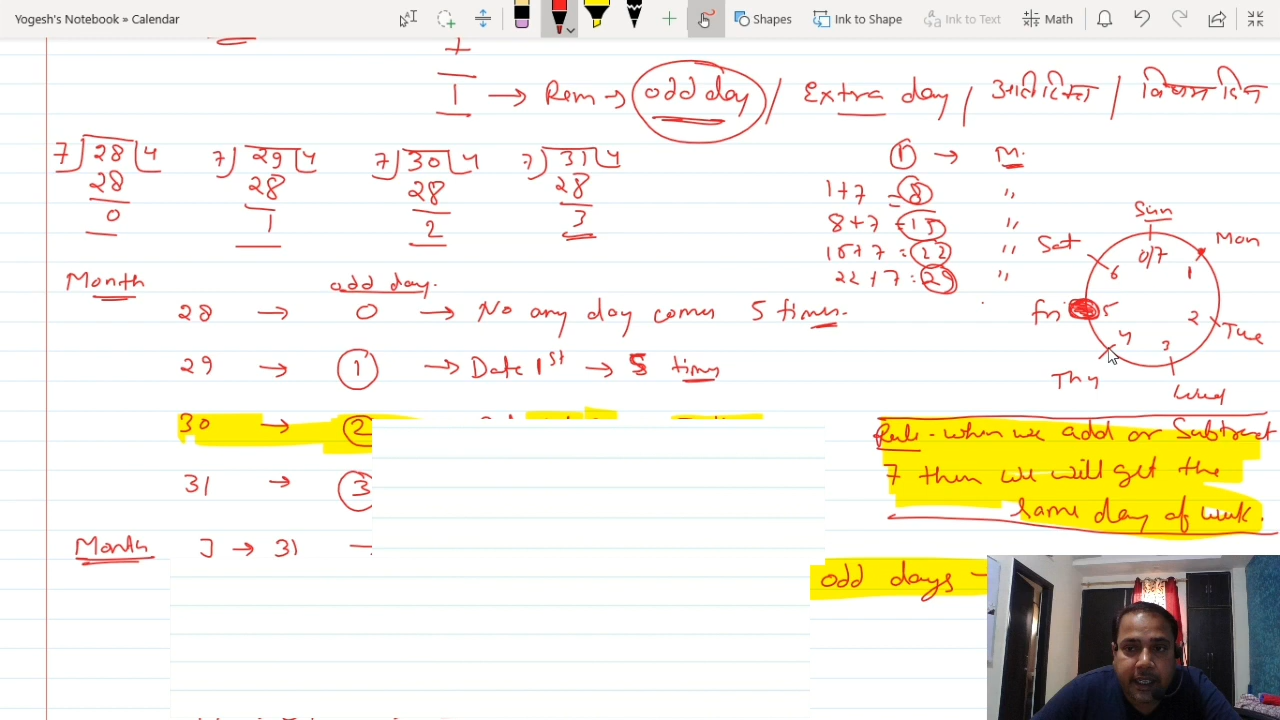 Yogesh's Notebook » Calendar
Shapes Ink to Shape Ink to Text Math
7
1 → Rem → odd day / Extra day / अतिरिक्त / विषम दिन
7 ) 28 ( 4 7 ) 29 ( 4 7 ) 30 ( 4 7 ) 31 ( 4
28 28 28 28
0 1 2 3
① → M.
1+7 = 8 "
8+7 = 15 "
15+7 = 22 "
22+7 = 29 "
Sun
Sat Mon
0/7
6 1
Fri 5 2 Tue
4 3
Thu Wed
Month odd day.
28 → 0 → No any day comes 5 times.
29 → ① → Date 1st → 5 times
30 → ②
31 → ③
Rule - when we add or Subtract
7 then we will get the
same day of week.
Month J → 31 –
odd days –